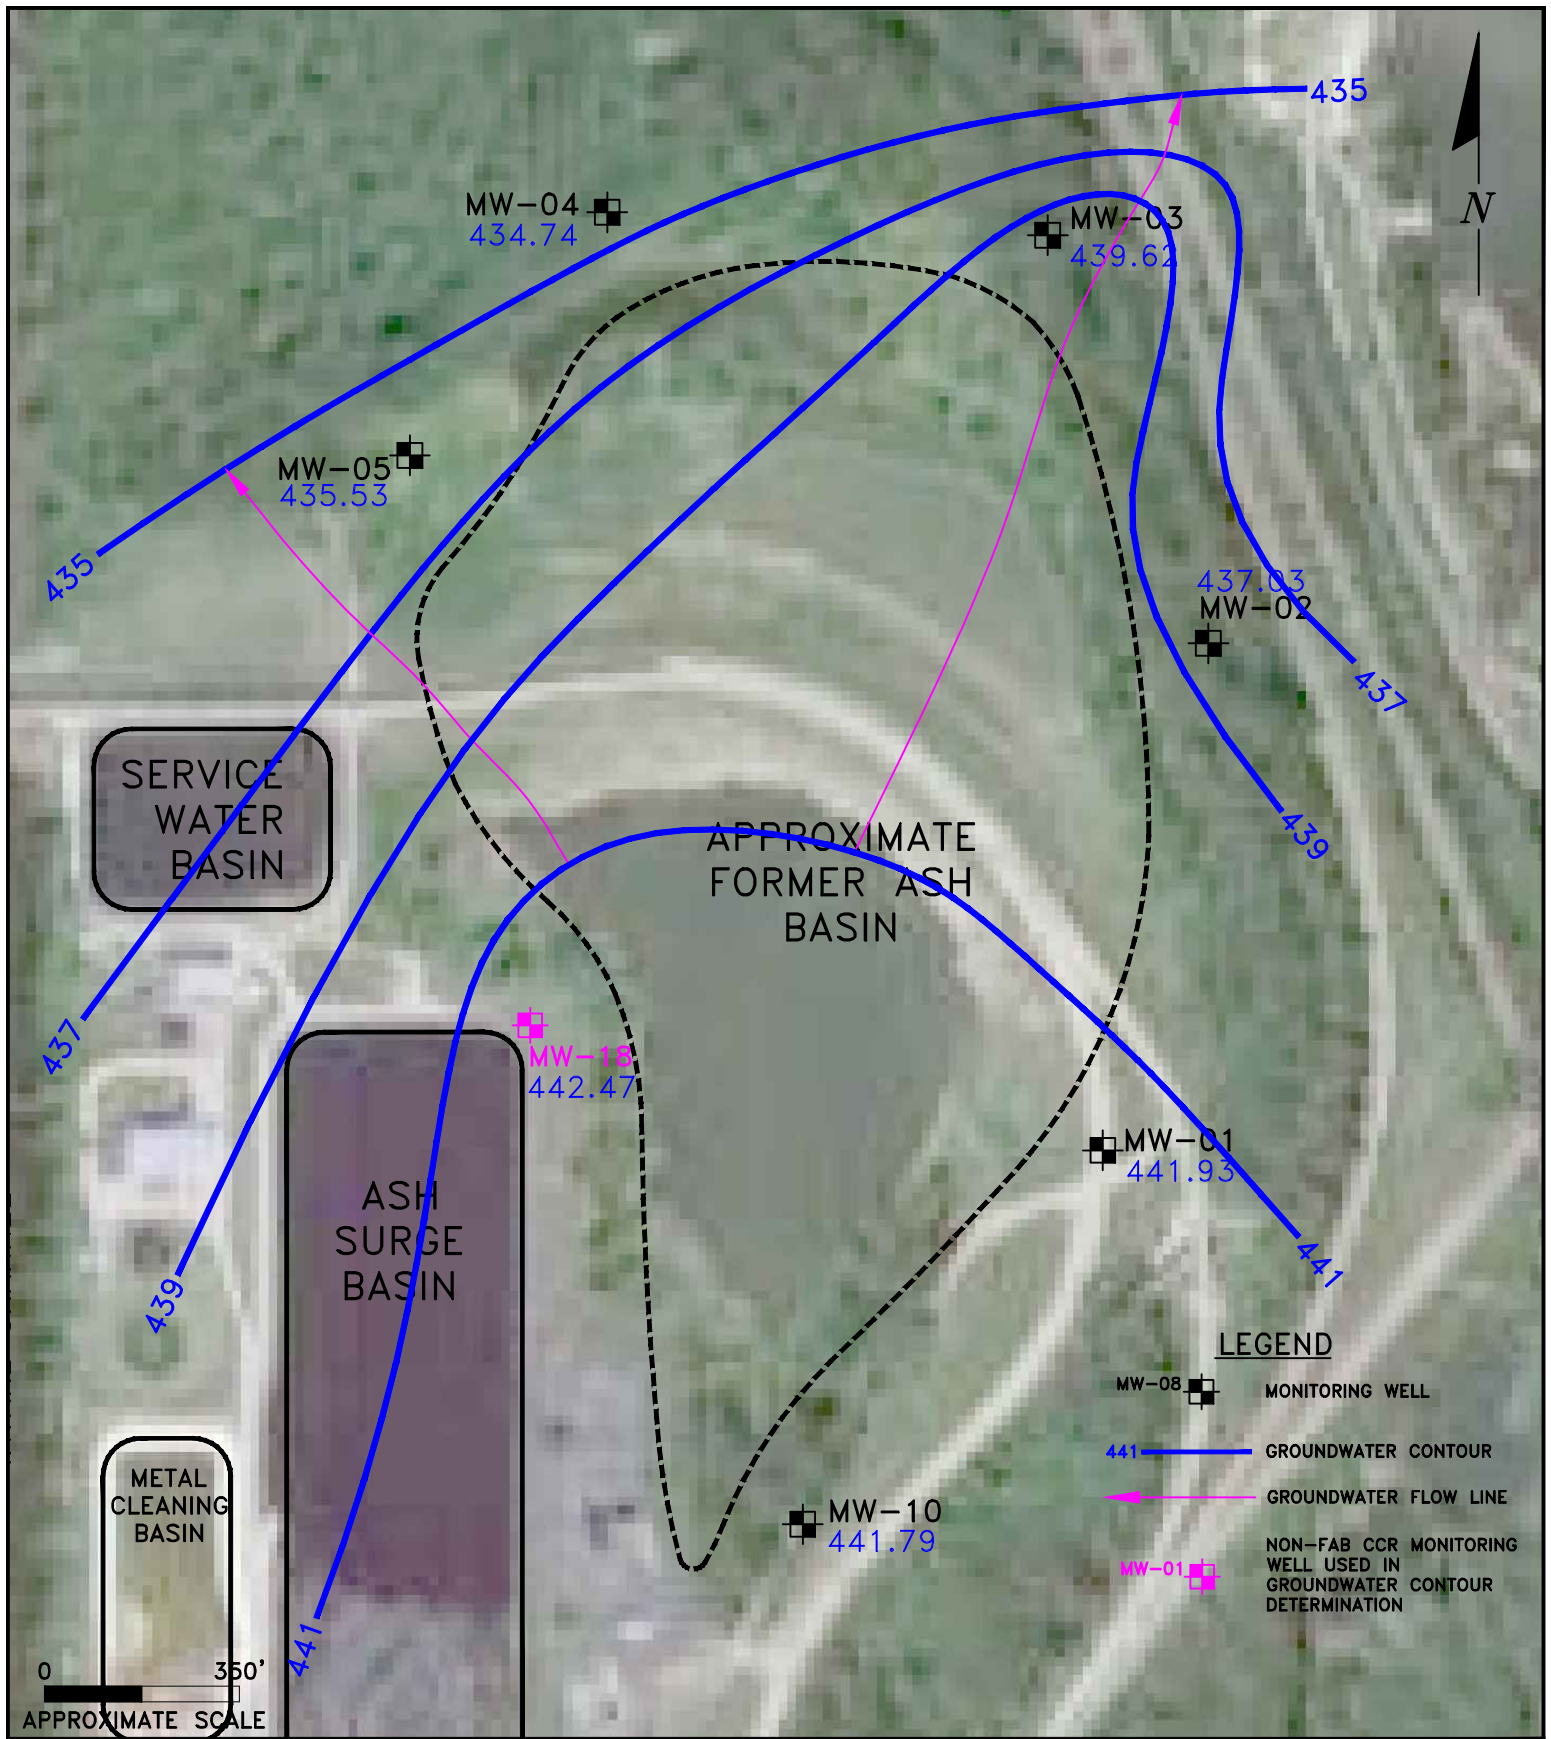 435
N
MW-04
434.74
MW-03
439.62
MW-05
435.53
435
437.03
MW-02
437
SERVICE
WATER
BASIN
APPROXIMATE
FORMER ASH
BASIN
439
437
MW-18
442.47
MW-01
441.93
ASH
SURGE
BASIN
441
439
LEGEND
MW-08 MONITORING WELL
441 GROUNDWATER CONTOUR
GROUNDWATER FLOW LINE
MW-01 NON-FAB CCR MONITORING
WELL USED IN
GROUNDWATER CONTOUR
DETERMINATION
METAL
CLEANING
BASIN
MW-10
441.79
441
0 350'
APPROXIMATE SCALE